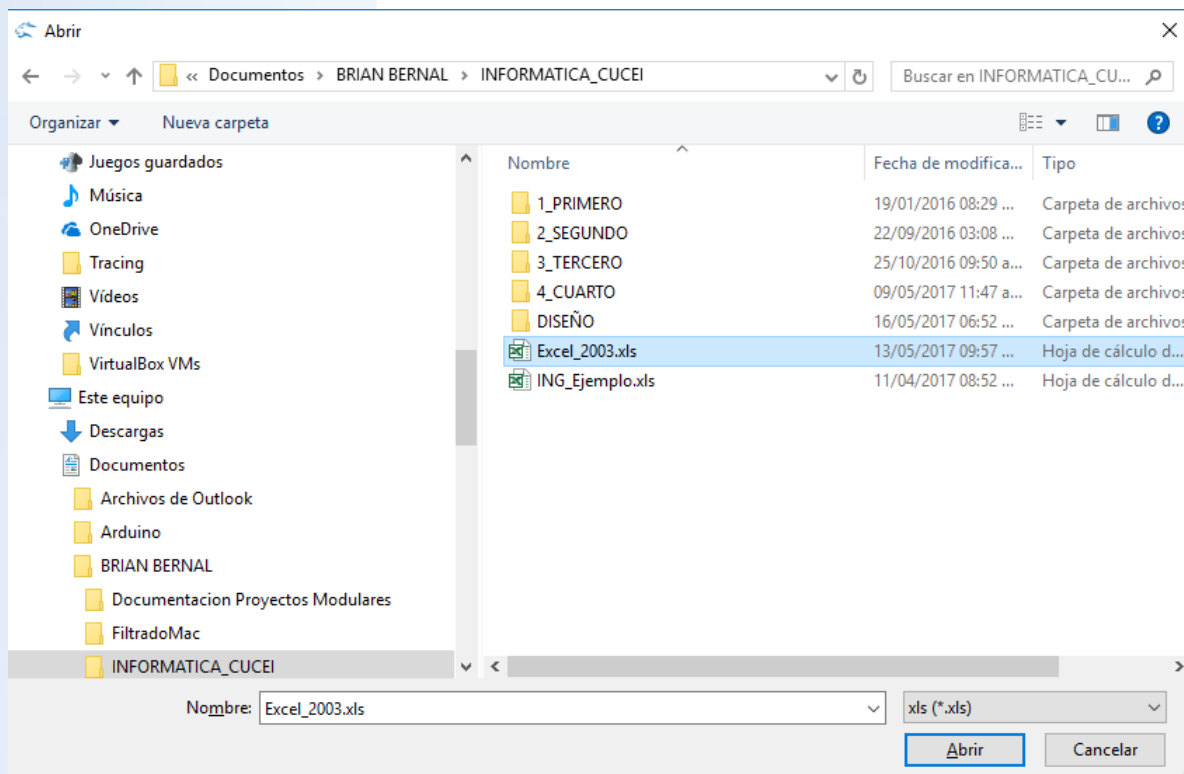 Abrir
« Documentos > BRIAN BERNAL > INFORMATICA_CUCEI
Buscar en INFORMATICA_CU...
Organizar
Nueva carpeta
Juegos guardados
Música
OneDrive
Tracing
Vídeos
Vínculos
VirtualBox VMs
Este equipo
Descargas
Documentos
Archivos de Outlook
Arduino
BRIAN BERNAL
Documentacion Proyectos Modulares
FiltradoMac
INFORMATICA_CUCEI
Nombre Fecha de modifica... Tipo
1_PRIMERO 19/01/2016 08:29 ... Carpeta de archivos
2_SEGUNDO 22/09/2016 03:08 ... Carpeta de archivos
3_TERCERO 25/10/2016 09:50 a... Carpeta de archivos
4_CUARTO 09/05/2017 11:47 a... Carpeta de archivos
DISEÑO 16/05/2017 06:52 ... Carpeta de archivos
Excel_2003.xls 13/05/2017 09:57 ... Hoja de cálculo d...
ING_Ejemplo.xls 11/04/2017 08:52 ... Hoja de cálculo d...
Nombre: Excel_2003.xls
xls (*.xls)
Abrir
Cancelar